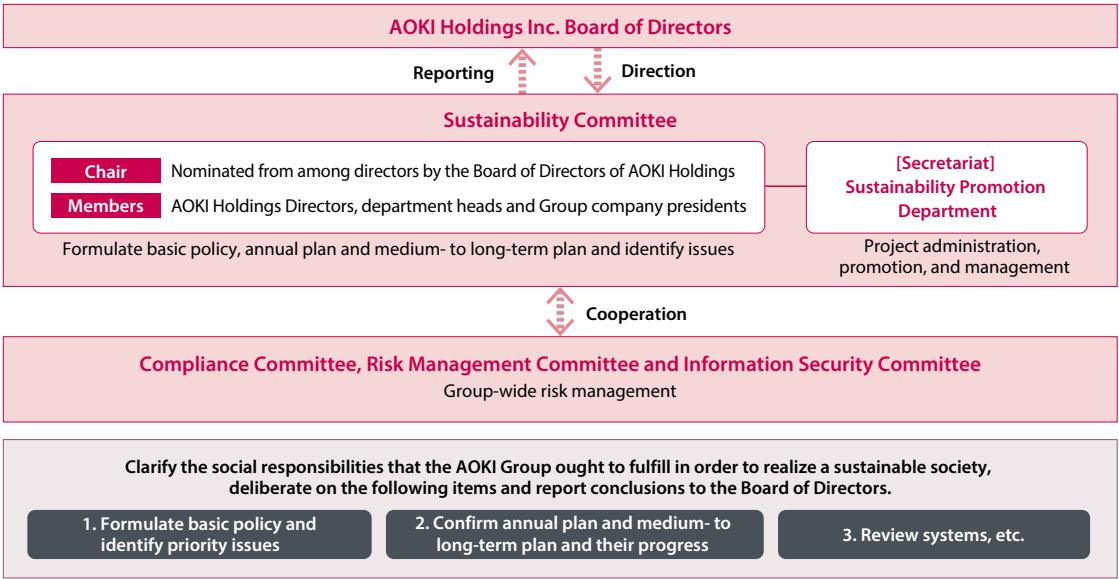 AOKI Holdings Inc. Board of Directors
Reporting
Direction
Sustainability Committee
Chair
Nominated from among directors by the Board of Directors of AOKI Holdings
Members
AOKI Holdings Directors, department heads and Group company presidents
Formulate basic policy, annual plan and medium- to long-term plan and identify issues
[Secretariat]
Sustainability Promotion
Department
Project administration,
promotion, and management
Cooperation
Compliance Committee, Risk Management Committee and Information Security Committee
Group-wide risk management
Clarify the social responsibilities that the AOKI Group ought to fulfill in order to realize a sustainable society,
deliberate on the following items and report conclusions to the Board of Directors.
1. Formulate basic policy and
identify priority issues
2. Confirm annual plan and medium- to
long-term plan and their progress
3. Review systems, etc.